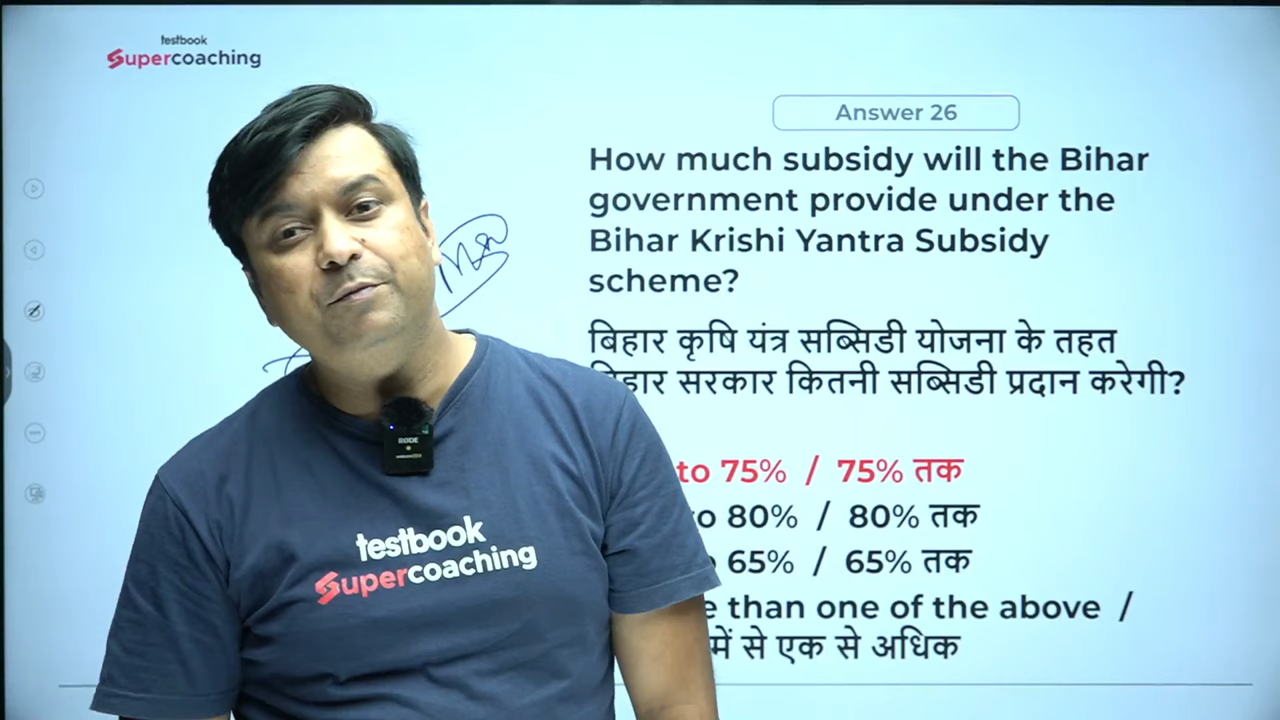 testbook
Supercoaching
Answer 26
How much subsidy will the Bihar
government provide under the
Bihar Krishi Yantra Subsidy
scheme?
बिहार कृषि यंत्र सब्सिडी योजना के तहत
सरकार कितनी सब्सिडी प्रदान करेगी?
to 75% / 75% तक
80% / 80% तक
65% / 65% तक
than one of the above /
में से एक से अधिक
RØDE
testbook
Supercoaching